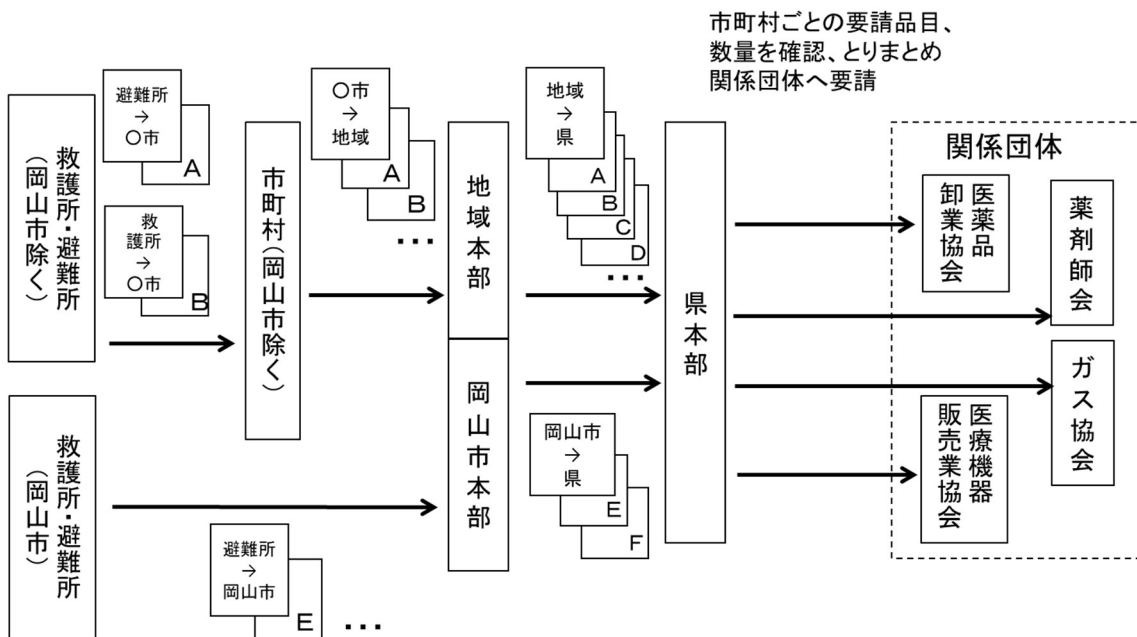 市町村ごとの要請品目、
数量を確認、とりまとめ
関係団体へ要請
救護所・避難所
(岡山市除く)
避難所
→
〇市
A
救
護所
→
〇市
B
市町村(岡山市除く)
〇市
→
地域
A
B
…
地域本部
地域
→
県
A
B
C
D
…
県本部
関係団体
医薬品
卸業協会
薬剤師会
ガス協会
医療機器
販売業協会
救護所・避難所
(岡山市)
避難所
→
岡山市
E
…
岡山市本部
岡山市
→
県
E
F